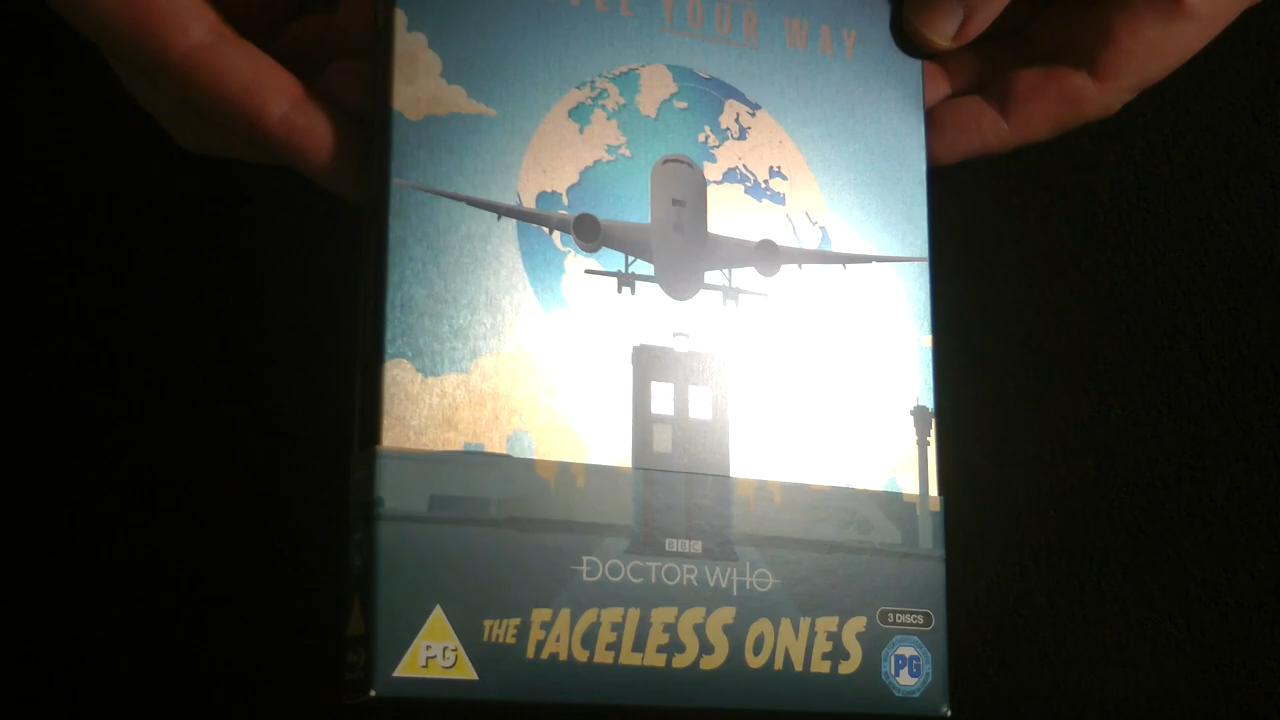 YOUR WAY
BBC
DOCTOR WHO
THE FACELESS ONES
3 DISCS
PG
PG